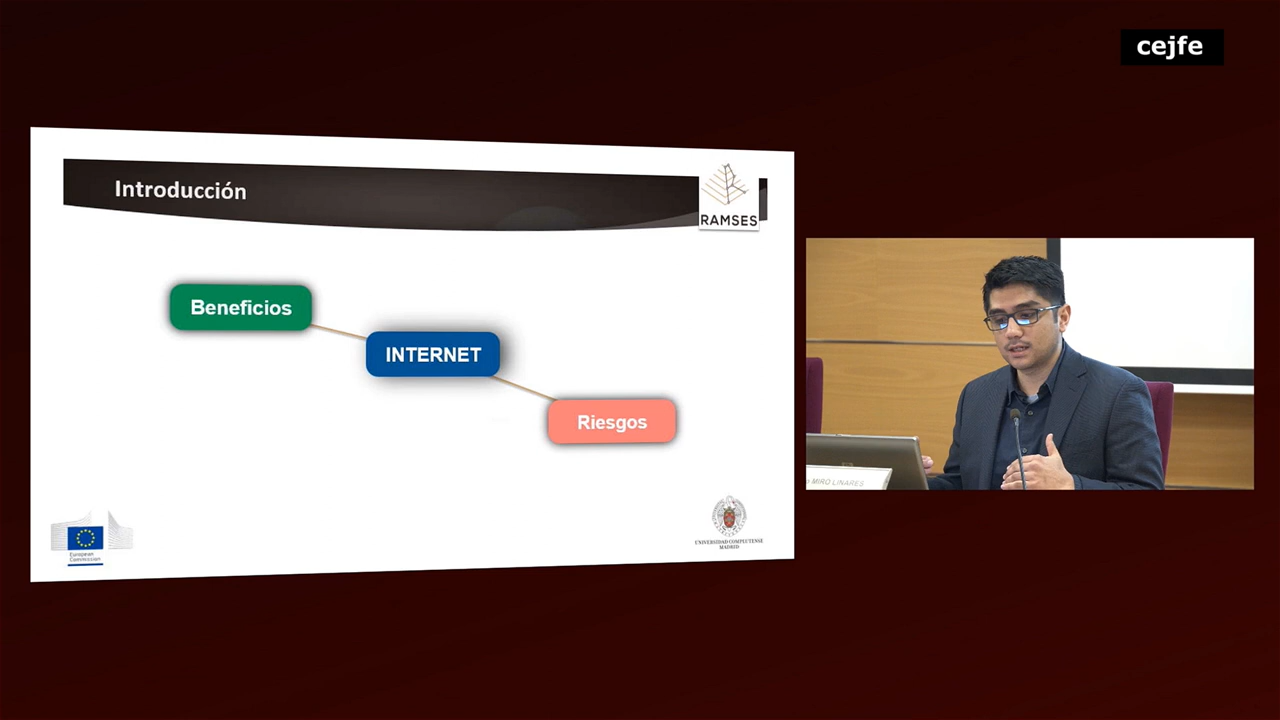 cejfe
Introducción
RAMSES
Beneficios
INTERNET
Riesgos
European
Commission
UNIVERSIDAD COMPLUTENSE
MADRID
MIRO LINARES